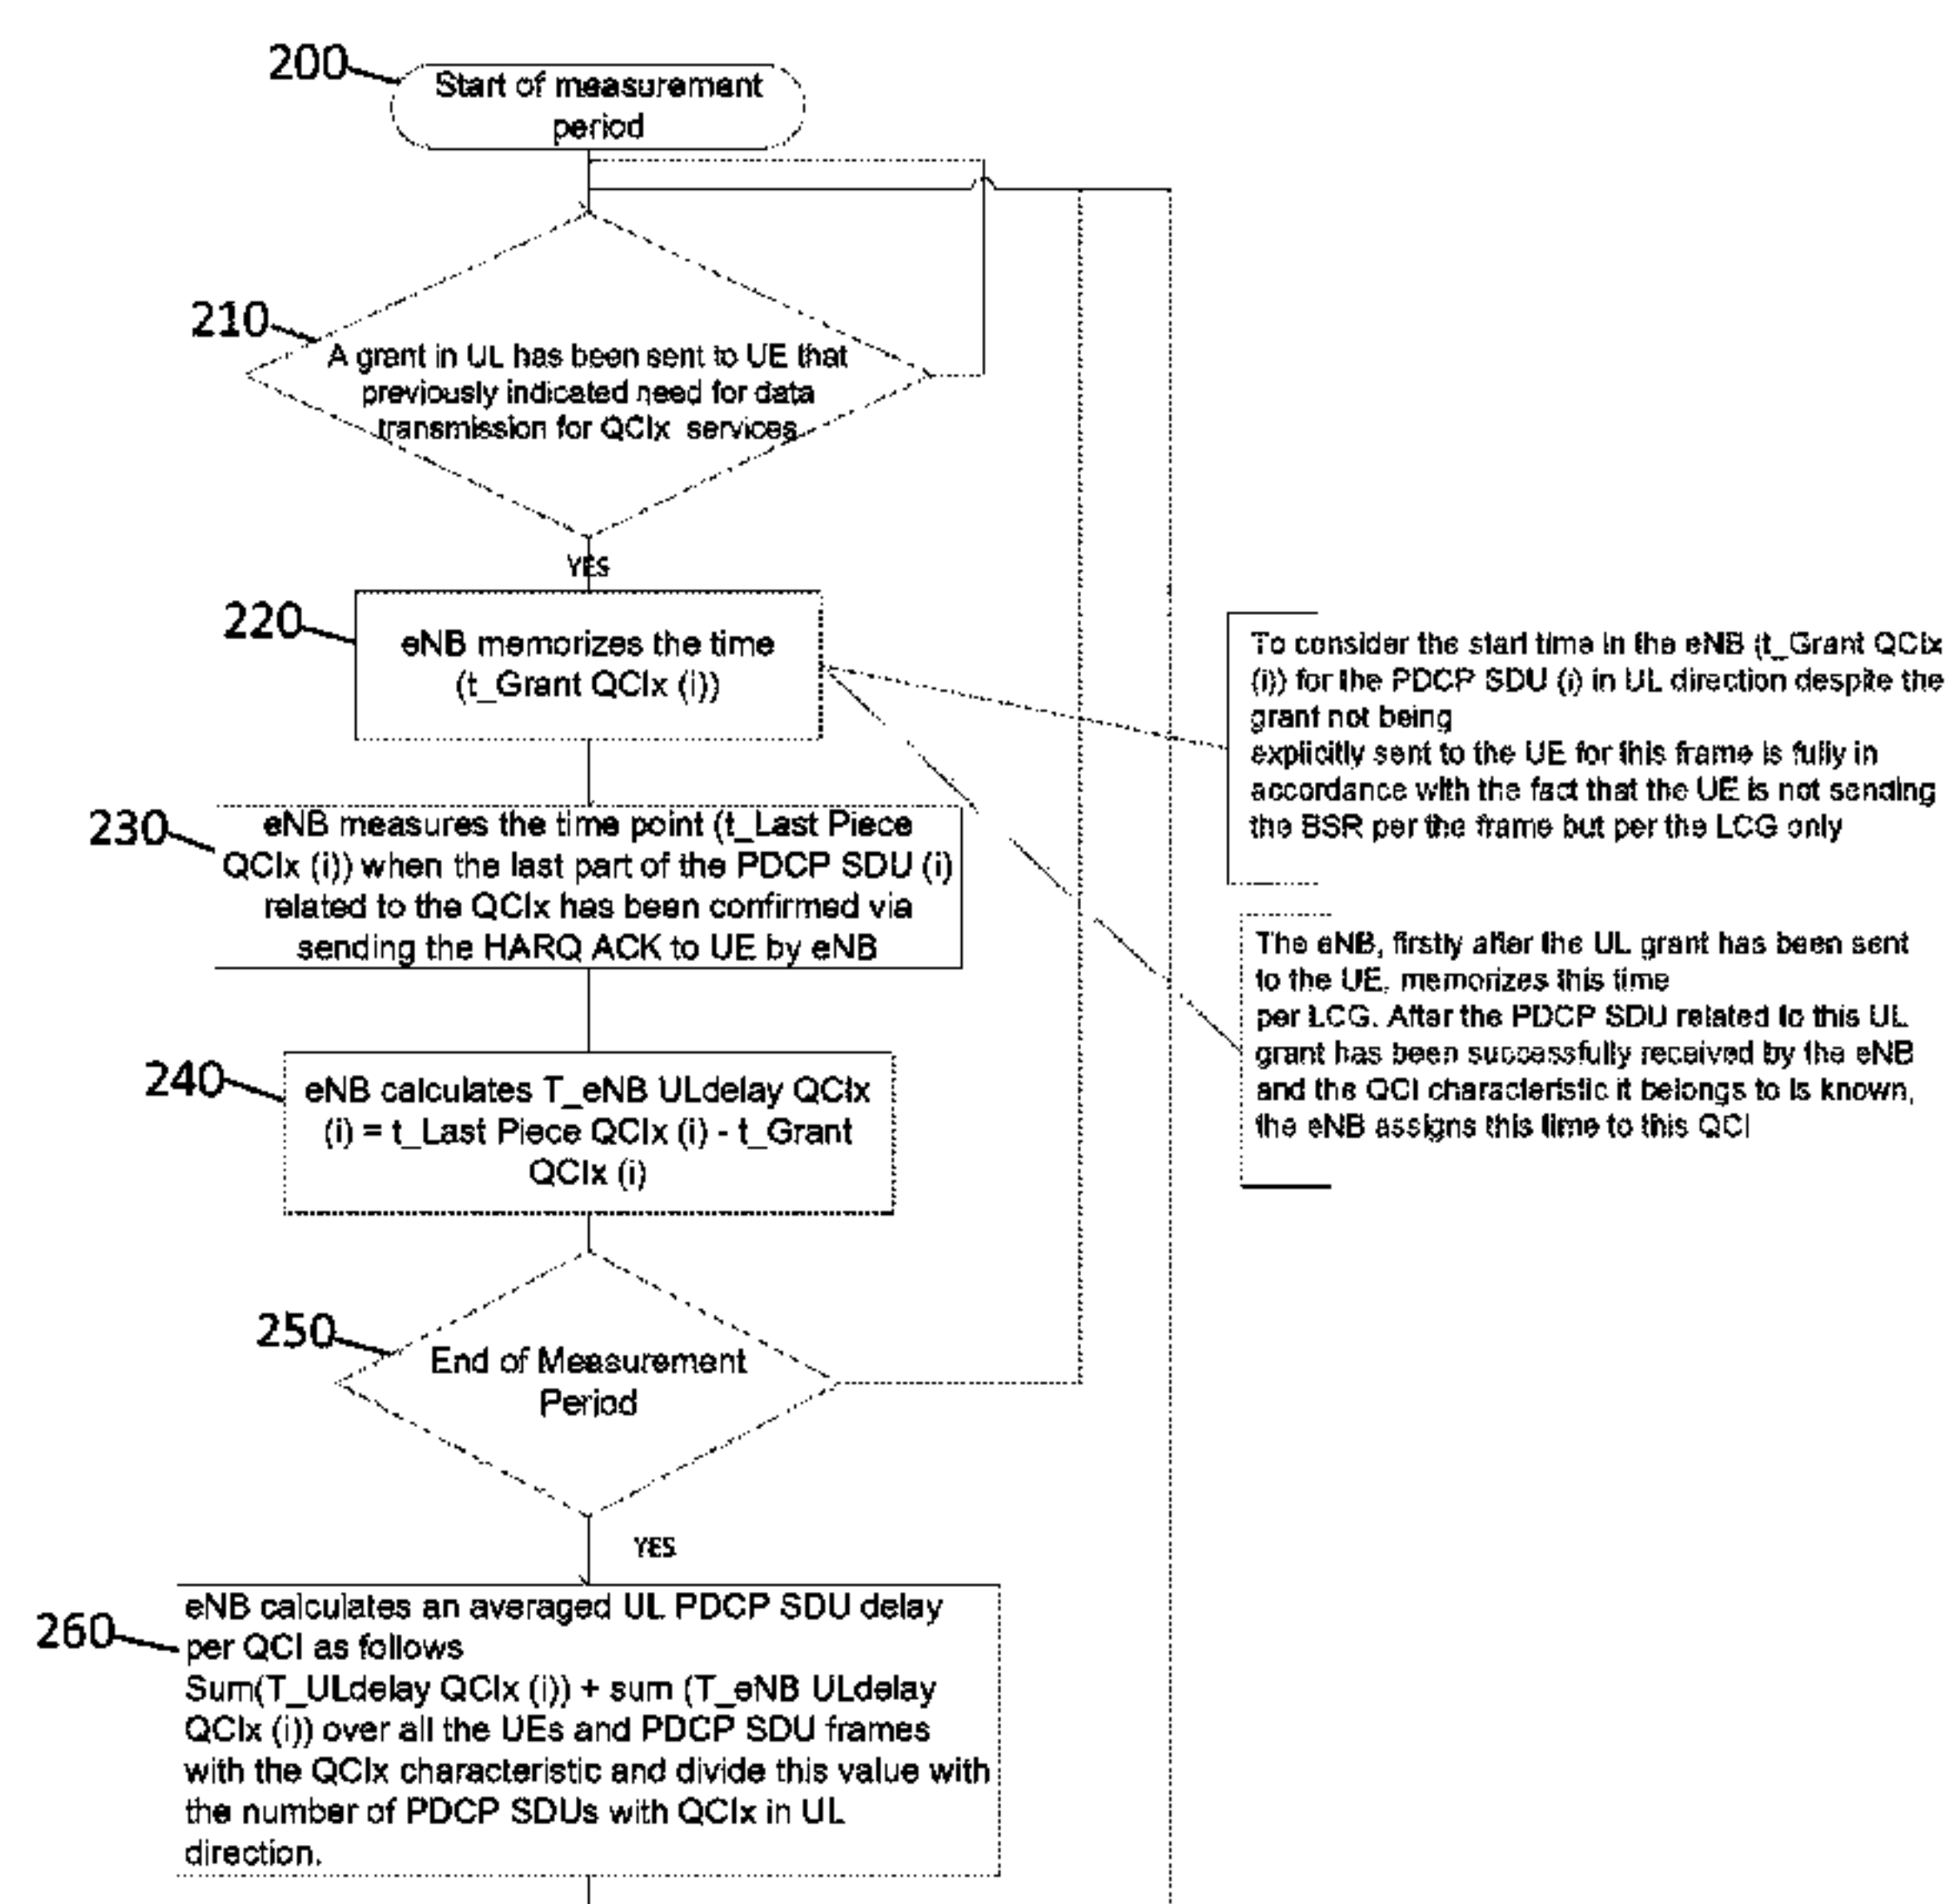 200
Start of measurement
period
210
A grant in UL has been sent to UE that
previously indicated need for data
transmission for QCIx services
YES
220
eNB memorizes the time
(t_Grant QCIx (i))
To consider the start time in the eNB (t_Grant QCIx
(i)) for the PDCP SDU (i) in UL direction despite the
grant not being
explicitly sent to the UE for this frame is fully in
accordance with the fact that the UE is not sending
the BSR per the frame but per the LCG only
230
eNB measures the time point (t_Last Piece
QCIx (i)) when the last part of the PDCP SDU (i)
related to the QCIx has been confirmed via
sending the HARQ ACK to UE by eNB
The eNB, firstly after the UL grant has been sent
to the UE, memorizes this time
per LCG. After the PDCP SDU related to this UL
grant has been successfully received by the eNB
and the QCI characteristic it belongs to is known,
the eNB assigns this time to this QCI
240
eNB calculates T_eNB ULdelay QCIx
(i) = t_Last Piece QCIx (i) - t_Grant
QCIx (i)
250
End of Measurement
Period
YES
260
eNB calculates an averaged UL PDCP SDU delay
per QCI as follows
Sum(T_ULdelay QCIx (i)) + sum (T_eNB ULdelay
QCIx (i)) over all the UEs and PDCP SDU frames
with the QCIx characteristic and divide this value with
the number of PDCP SDUs with QCIx in UL
direction.